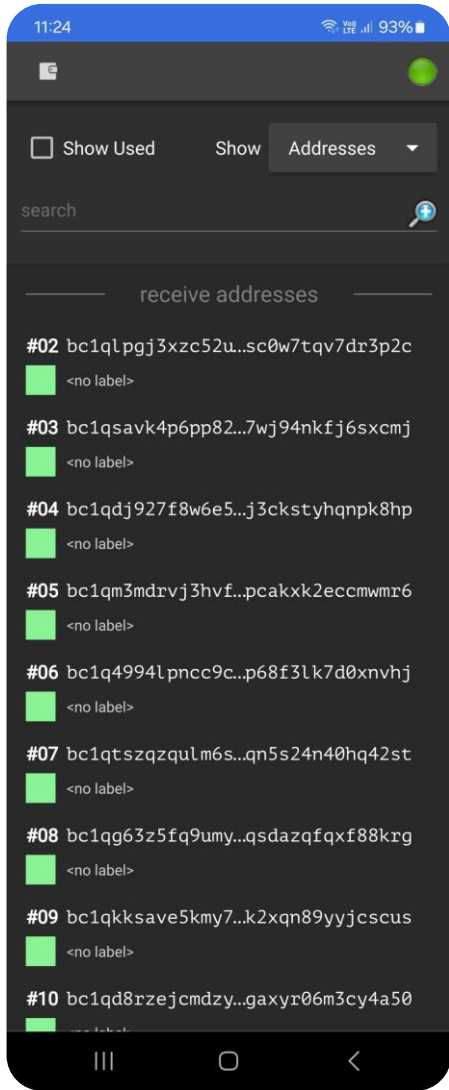 11:24 Vo) LTE 93%
Show Used Show Addresses
search
receive addresses
#02 bc1qlpgj3xzc52u…sc0w7tqv7dr3p2c
<no label>
#03 bc1qsavk4p6pp82…7wj94nkfj6sxcmj
<no label>
#04 bc1qdj927f8w6e5…j3ckstyhqnpk8hp
<no label>
#05 bc1qm3mdrvj3hvf…pcakxk2eccmwmr6
<no label>
#06 bc1q4994lpncc9c…p68f3lk7d0xnvhj
<no label>
#07 bc1qtszqzqulm6s…qn5s24n40hq42st
<no label>
#08 bc1qg63z5fq9umy…qsdazqfqxf88krg
<no label>
#09 bc1qkksave5kmy7…k2xqn89yyjcscus
<no label>
#10 bc1qd8rzejcmdzy…gaxyr06m3cy4a50